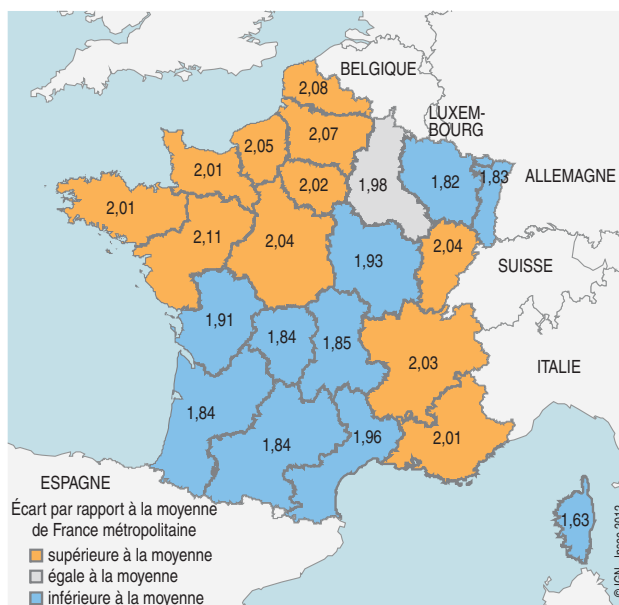 BELGIQUE
2,08
LUXEM-
BOURG
2,07
2,05
2,01
2,02
1,98
1,82
1,83
ALLEMAGNE
2,01
2,11
2,04
2,04
1,93
SUISSE
1,91
1,84
1,85
2,03
ITALIE
1,84
1,84
1,96
2,01
ESPAGNE
Écart par rapport à la moyenne
de France métropolitaine
supérieure à la moyenne
égale à la moyenne
inférieure à la moyenne
1,63
© IGN - Insee 2012